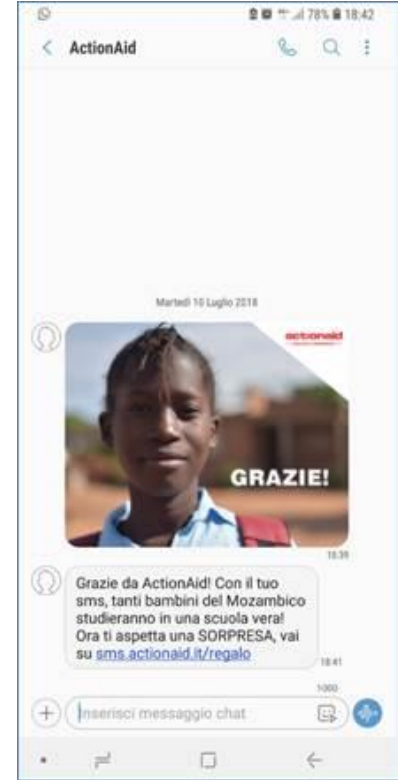 78% 18:42
ActionAid
Martedì 10 Luglio 2018
actionaid
GRAZIE!
18:39
Grazie da ActionAid! Con il tuo
sms, tanti bambini del Mozambico
studieranno in una scuola vera!
Ora ti aspetta una SORPRESA, vai
su sms.actionaid.it/regalo
18:41
1000
Inserisci messaggio chat